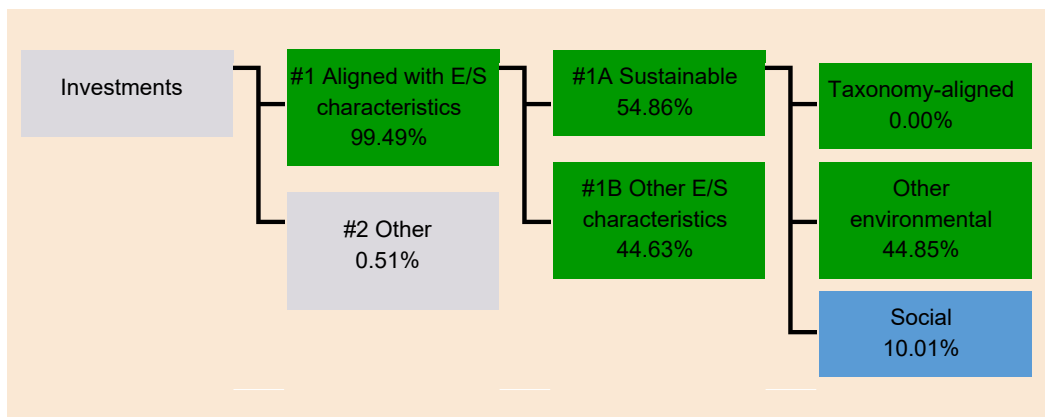 Investments
#1 Aligned with E/S
characteristics
99.49%
#2 Other
0.51%
#1A Sustainable
54.86%
#1B Other E/S
characteristics
44.63%
Taxonomy-aligned
0.00%
Other
environmental
44.85%
Social
10.01%